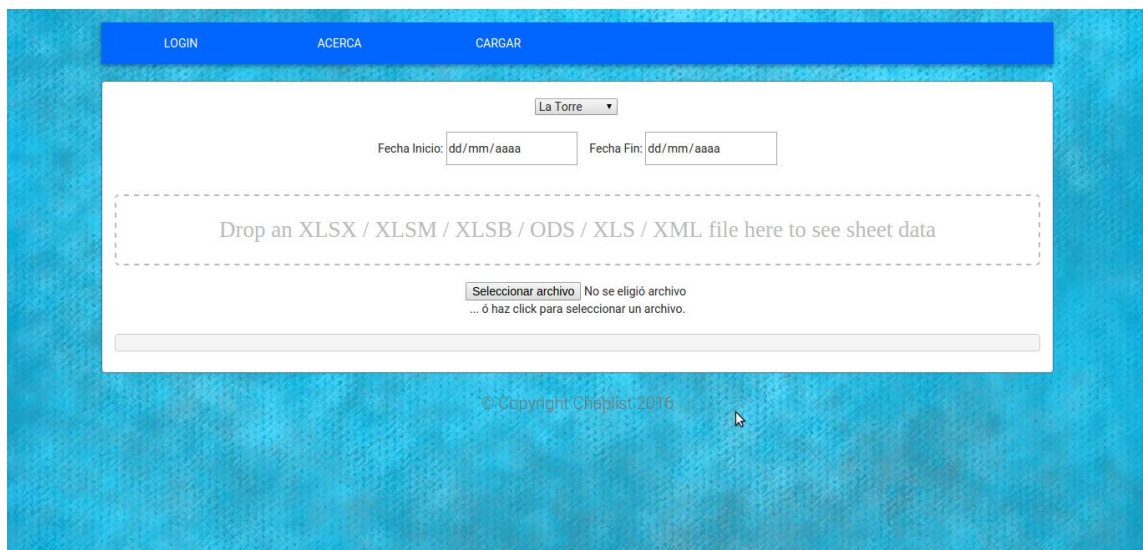 LOGIN ACERCA CARGAR
La Torre
Fecha Inicio: dd/mm/aaaa Fecha Fin: dd/mm/aaaa
Drop an XLSX / XLSM / XLSB / ODS / XLS / XML file here to see sheet data
Seleccionar archivo No se eligió archivo
... ó haz click para seleccionar un archivo.
© Copyright Chaplist 2016